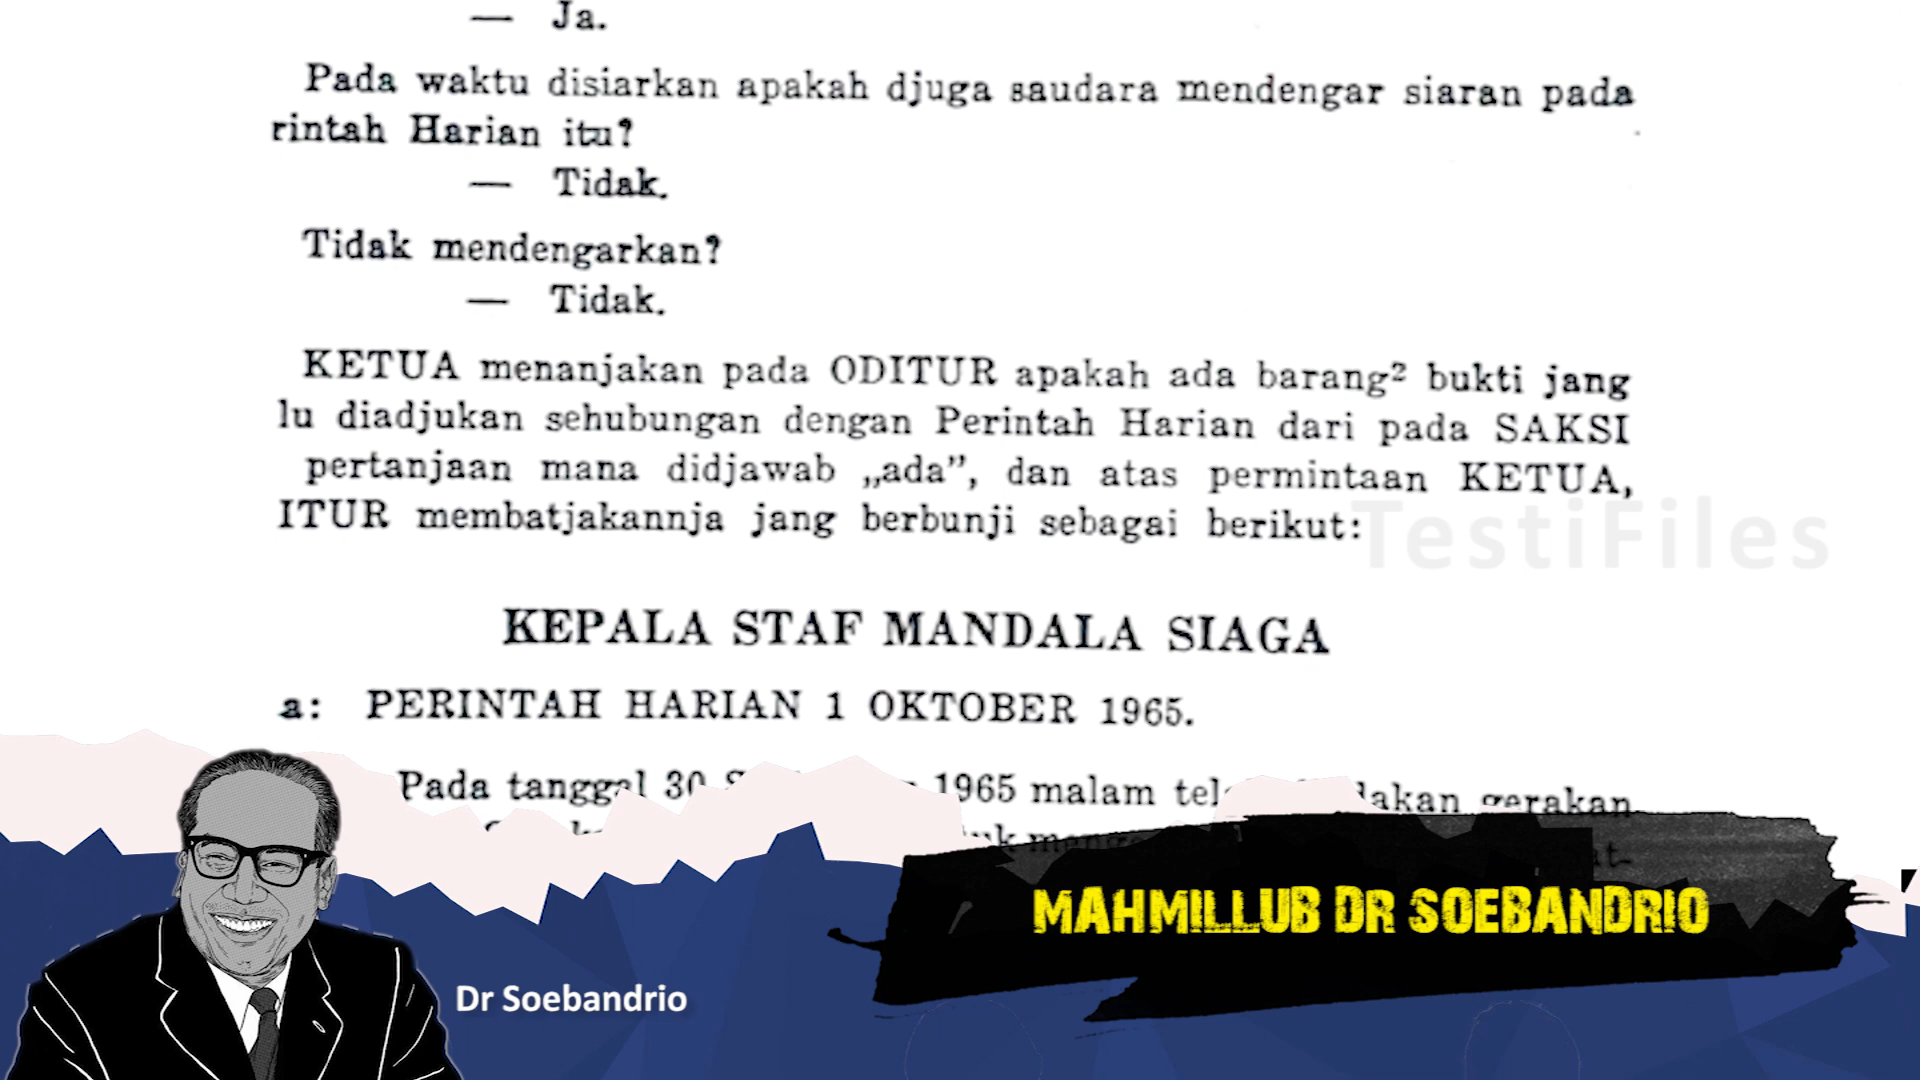 — Ja.
Pada waktu disiarkan apakah djuga saudara mendengar siaran pada
rintah Harian itu?
— Tidak.
Tidak mendengarkan?
— Tidak.
KETUA menanjakan pada ODITUR apakah ada barang² bukti jang
lu diadjukan sehubungan dengan Perintah Harian dari pada SAKSI
pertanjaan mana didjawab „ada”, dan atas permintaan KETUA,
ITUR membatjakannja jang berbunji sebagai berikut:
TestiFiles
KEPALA STAF MANDALA SIAGA
a: PERINTAH HARIAN 1 OKTOBER 1965.
Pada tanggal 30 1965 malam gerakan
MAHMILLUB DR SOEBANDRIO
Dr Soebandrio